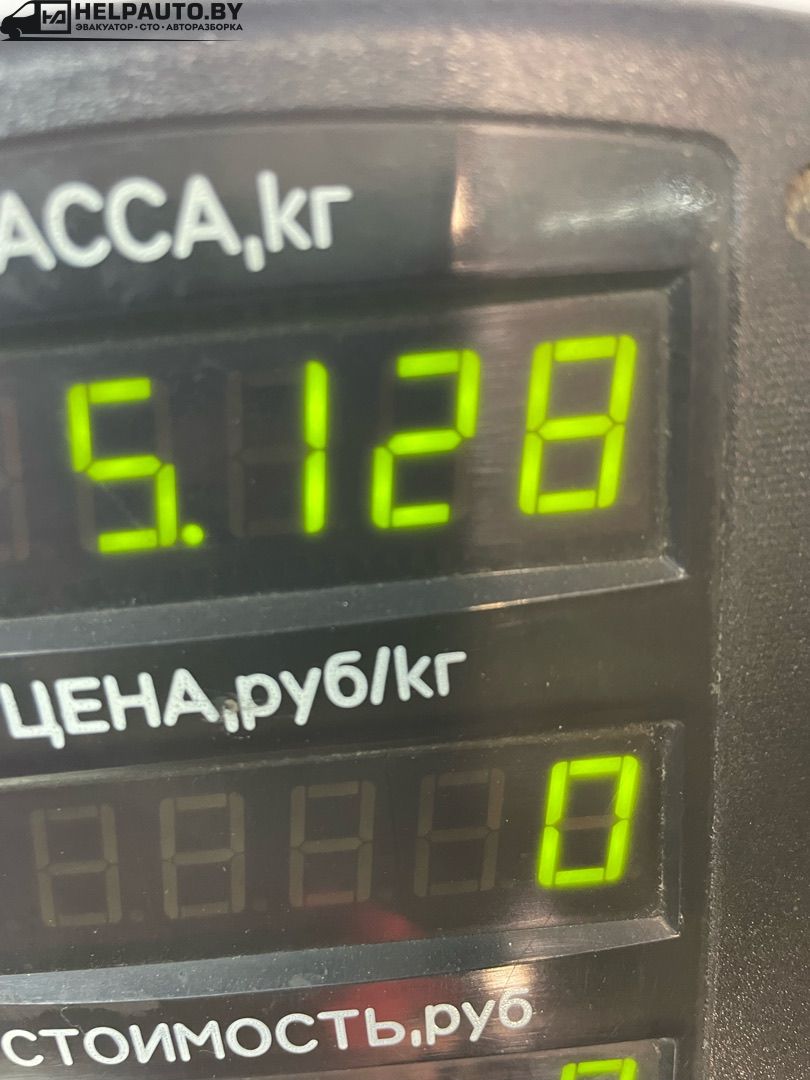 HELPAUTO.BY
ЭВАКУАТОР · СТО · АВТОРАЗБОРКА
АССА,кг
5.128
ЦЕНА,руб/кг
0
СТОИМОСТЬ,руб